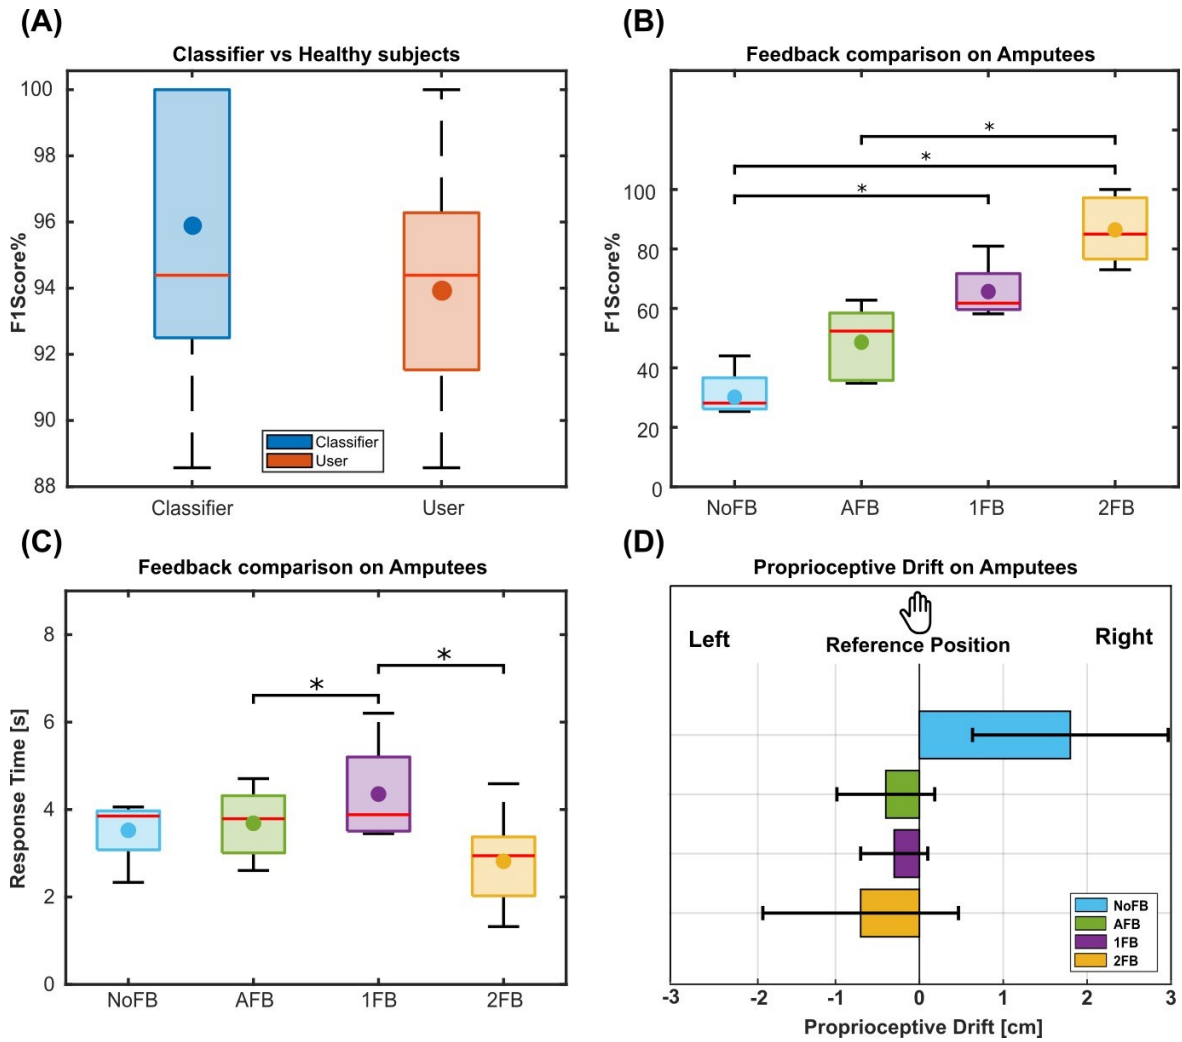 (A)
Classifier vs Healthy subjects
F1Score%
100
98
96
94
92
90
88
Classifier
User
Classifier
User
(B)
Feedback comparison on Amputees
F1Score%
100
80
60
40
20
0
*
*
*
NoFB
AFB
1FB
2FB
(C)
Feedback comparison on Amputees
Response Time [s]
8
6
4
2
0
*
*
NoFB
AFB
1FB
2FB
(D)
Proprioceptive Drift on Amputees
Left
Reference Position
Right
NoFB
AFB
1FB
2FB
-3
-2
-1
0
1
2
3
Proprioceptive Drift [cm]